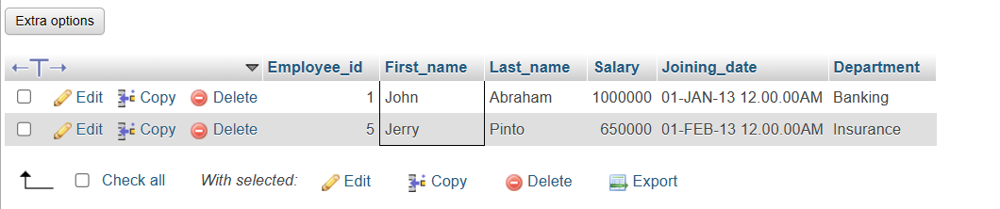 Extra options
Employee_id First_name Last_name Salary Joining_date Department
Edit Copy Delete 1 John Abraham 1000000 01-JAN-13 12.00.00AM Banking
Edit Copy Delete 5 Jerry Pinto 650000 01-FEB-13 12.00.00AM Insurance
Check all With selected: Edit Copy Delete Export